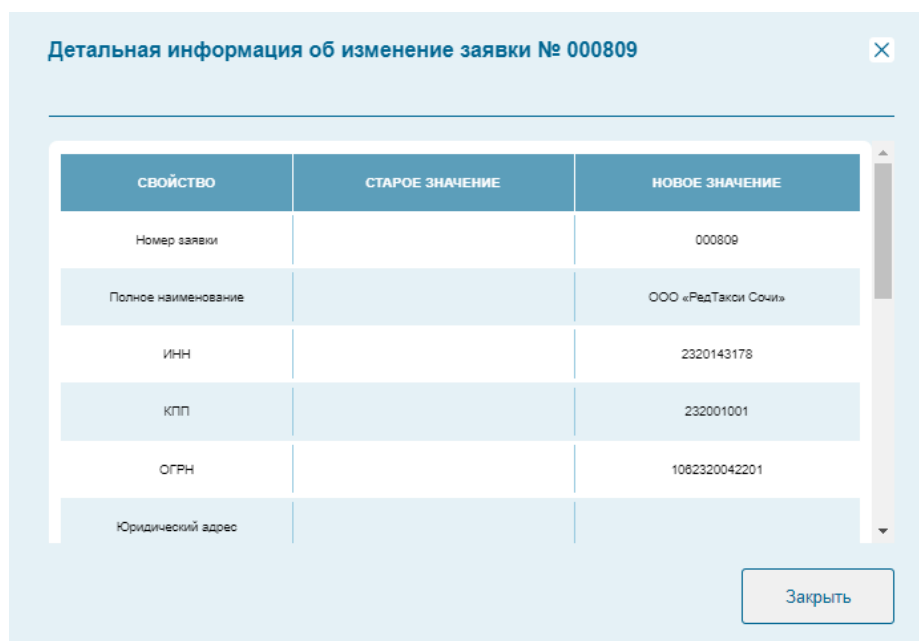 Детальная информация об изменение заявки № 000809
СВОЙСТВО СТАРОЕ ЗНАЧЕНИЕ НОВОЕ ЗНАЧЕНИЕ
Номер заявки 000809
Полное наименование ООО «РедТакси Сочи»
ИНН 2320143178
КПП 232001001
ОГРН 1062320042201
Юридический адрес
Закрыть